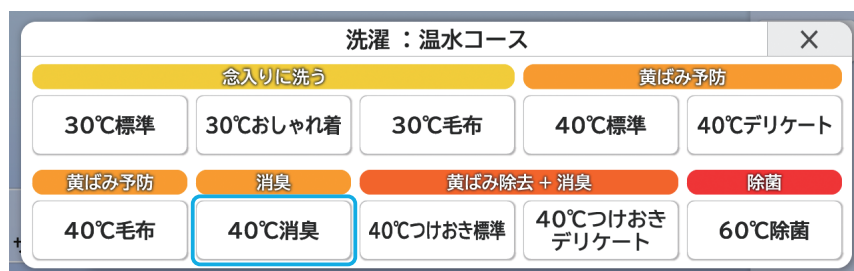 洗濯：温水コース
×
念入りに洗う
黄ばみ予防
30℃標準
30℃おしゃれ着
30℃毛布
40℃標準
40℃デリケート
黄ばみ予防
消臭
黄ばみ除去 + 消臭
除菌
40℃毛布
40℃消臭
40℃つけおき標準
40℃つけおき
デリケート
60℃除菌